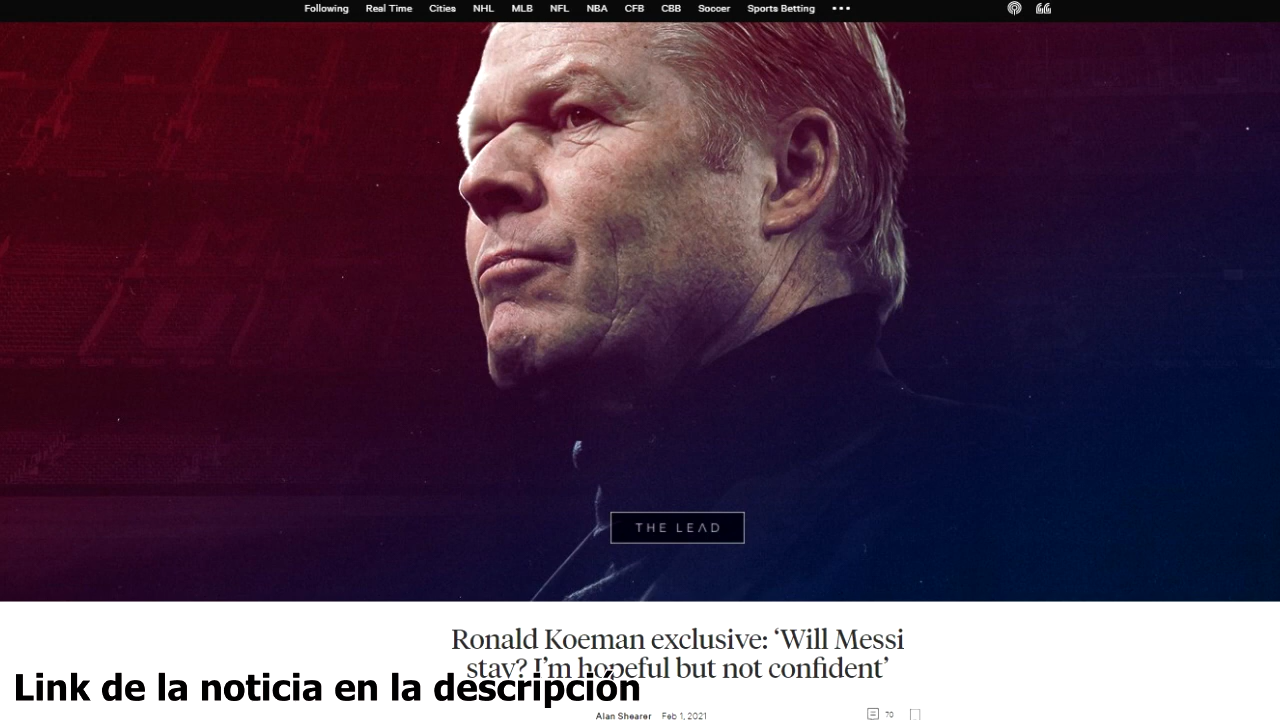 Following Real Time Cities NHL MLB NFL NBA CFB CBB Soccer Sports Betting
THE LEAD
Ronald Koeman exclusive: ‘Will Messi
stay? I’m hopeful but not confident’
Link de la noticia en la descripción
Alan Shearer Feb 1, 2021 70